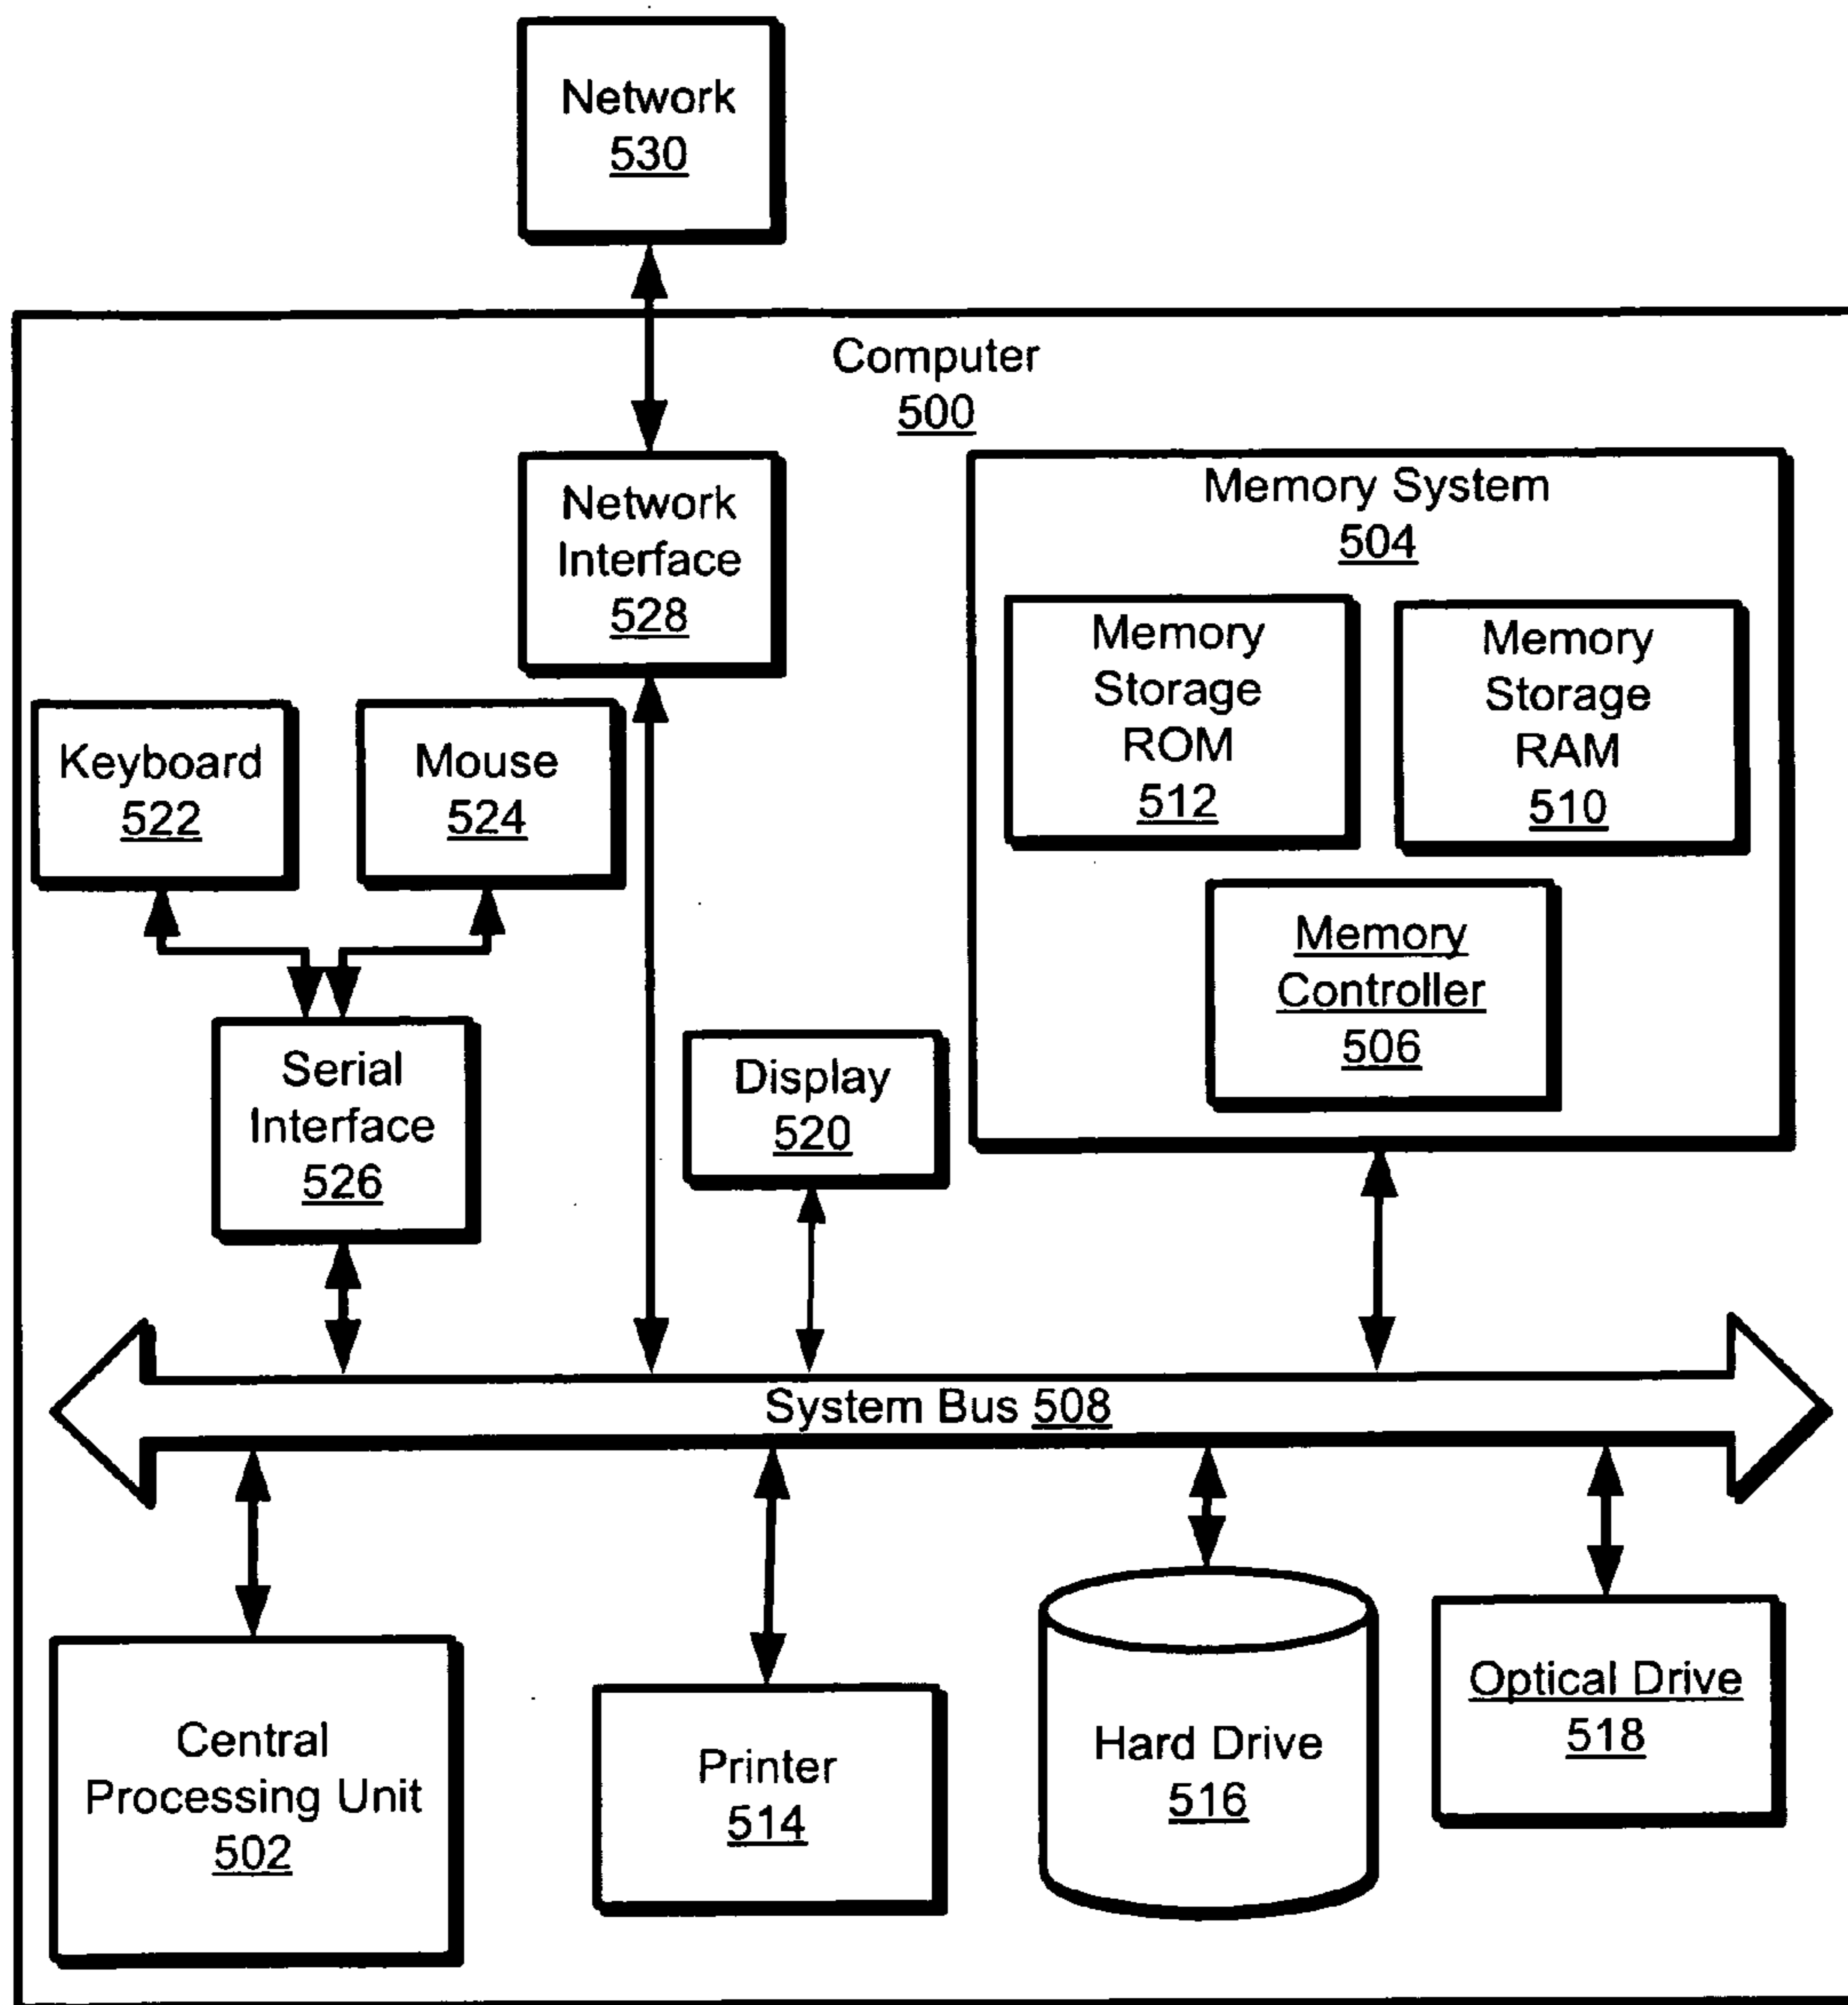 Network
530
Computer
500
Network
Interface
528
Memory System
504
Memory
Storage
ROM
512
Memory
Storage
RAM
510
Keyboard
522
Mouse
524
Memory
Controller
506
Serial
Interface
526
Display
520
System Bus 508
Central
Processing Unit
502
Printer
514
Hard Drive
516
Optical Drive
518